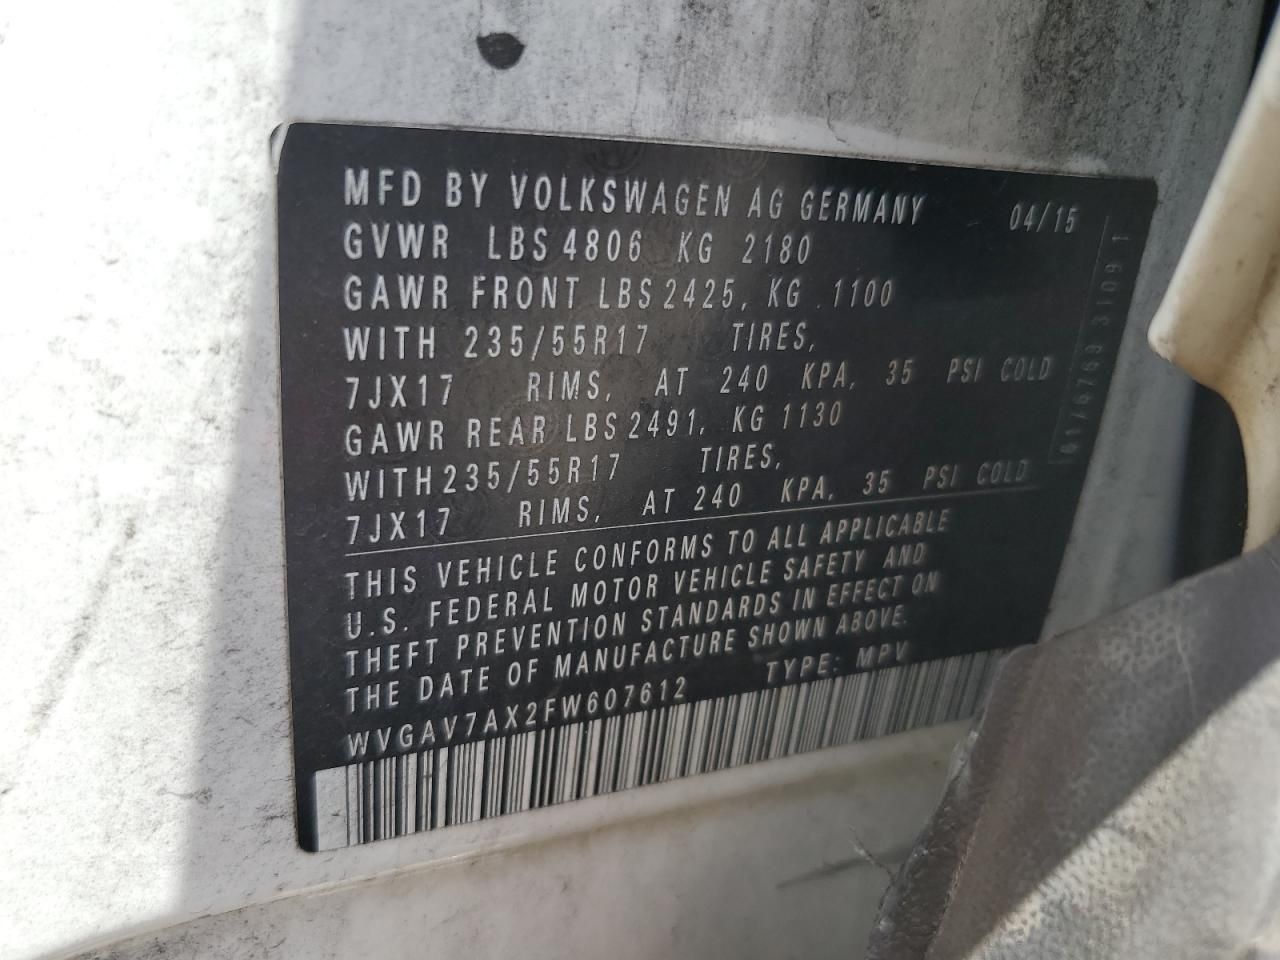 MFD BY VOLKSWAGEN AG GERMANY 04/15
GVWR LBS 4806 KG 2180
GAWR FRONT LBS 2425, KG 1100
WITH 235/55R17 TIRES,
7JX17 RIMS, AT 240 KPA, 35 PSI COLD
GAWR REAR LBS 2491, KG 1130
WITH 235/55R17 TIRES,
7JX17 RIMS, AT 240 KPA, 35 PSI COLD
THIS VEHICLE CONFORMS TO ALL APPLICABLE
U.S. FEDERAL MOTOR VEHICLE SAFETY AND
THEFT PREVENTION STANDARDS IN EFFECT ON
THE DATE OF MANUFACTURE SHOWN ABOVE.
WVGAV7AX2FW607612 TYPE: MPV